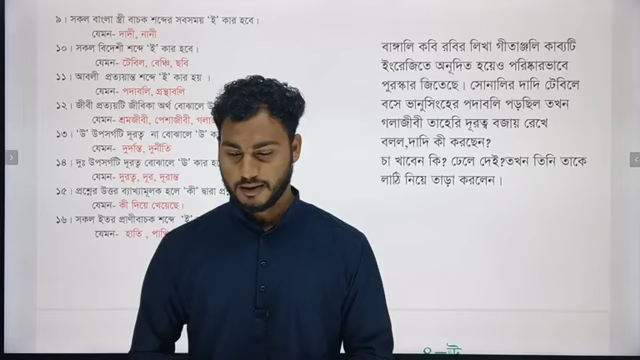 ৯। সকল বাংলা স্ত্রী বাচক শব্দের সবসময় ‘ই’ কার হবে।
যেমন- দাদী, নানী
১০। সকল বিদেশী শব্দে ‘ই’ কার হবে।
যেমন- টেবিল, বেঞ্চি, ছবি
১১। আবলী প্রত্যয়ান্ত শব্দে ‘ই’ কার হয় ।
যেমন- পদাবলি, গ্রন্থাবলি
১২। জীবী প্রত্যয়টি জীবিকা অর্থ বোঝালে
যেমন- শ্রমজীবী, পেশাজীবী,
১৩। ‘উ’ উপসর্গটি দূরত্ব না বোঝালে ‘উ’
যেমন- দুর্দান্ত, দুর্নীতি
১৪। দুঃ উপসর্গটি দূরত্ব বোঝালে ‘উ’ কার
যেমন- দূরত্ব, দূর, দূরান্ত
১৫। প্রশ্নের উত্তর ব্যাখ্যামূলক হলে ‘কী’ দ্বারা
যেমন- কী দিয়ে খেয়েছে।
১৬। সকল ইতর প্রাণীবাচক শব্দে ‘ই’
যেমন- হাতি ,
বাঙ্গালি কবি রবির লিখা গীতাঞ্জলি কাব্যটি
ইংরেজিতে অনূদিত হয়েও পরিষ্কারভাবে
পুরস্কার জিতেছে। সোনালির দাদি টেবিলে
বসে ভানুসিংহের পদাবলি পড়ছিল তখন
গলাজীবী তাহেরি দূরত্ব বজায় রেখে
বলল,দাদি কী করছেন?
চা খাবেন কি? ঢেলে দেই?তখন তিনি তাকে
লাঠি নিয়ে তাড়া করলেন।